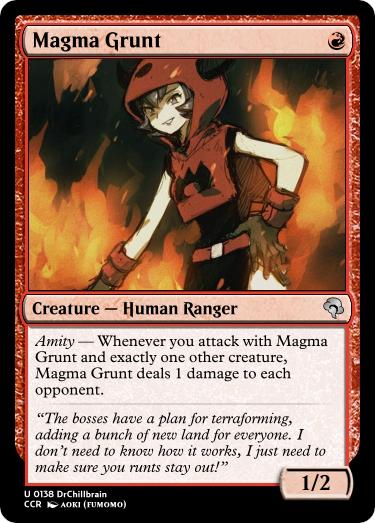 Magma Grunt
Creature — Human Ranger
Amity — Whenever you attack with Magma
Grunt and exactly one other creature,
Magma Grunt deals 1 damage to each
opponent.
“The bosses have a plan for terraforming,
adding a bunch of new land for everyone. I
don’t need to know how it works, I just need to
make sure you runts stay out!”
1/2
U 0138 DrChillbrain
CCR AOKI (FUMOMO)